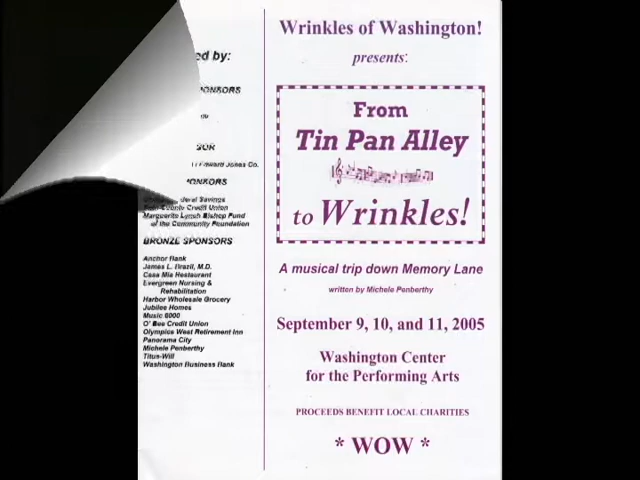 ed by:
PONSORS
SOR
Edward Jones Co.
ONSORS
deral Savings
Credit Union
Marguerite Lynch Bishop Fund
of the Community Foundation
BRONZE SPONSORS
Anchor Bank
James L. Brazil, M.D.
Casa Mia Restaurant
Evergreen Nursing &
Rehabilitation
Harbor Wholesale Grocery
Jubilee Homes
Music 6000
O' Bee Credit Union
Olympics West Retirement Inn
Panorama City
Michele Penberthy
Titus-Will
Washington Business Bank
Wrinkles of Washington!
presents:
From
Tin Pan Alley
to Wrinkles!
A musical trip down Memory Lane
written by Michele Penberthy
September 9, 10, and 11, 2005
Washington Center
for the Performing Arts
PROCEEDS BENEFIT LOCAL CHARITIES
* WOW *